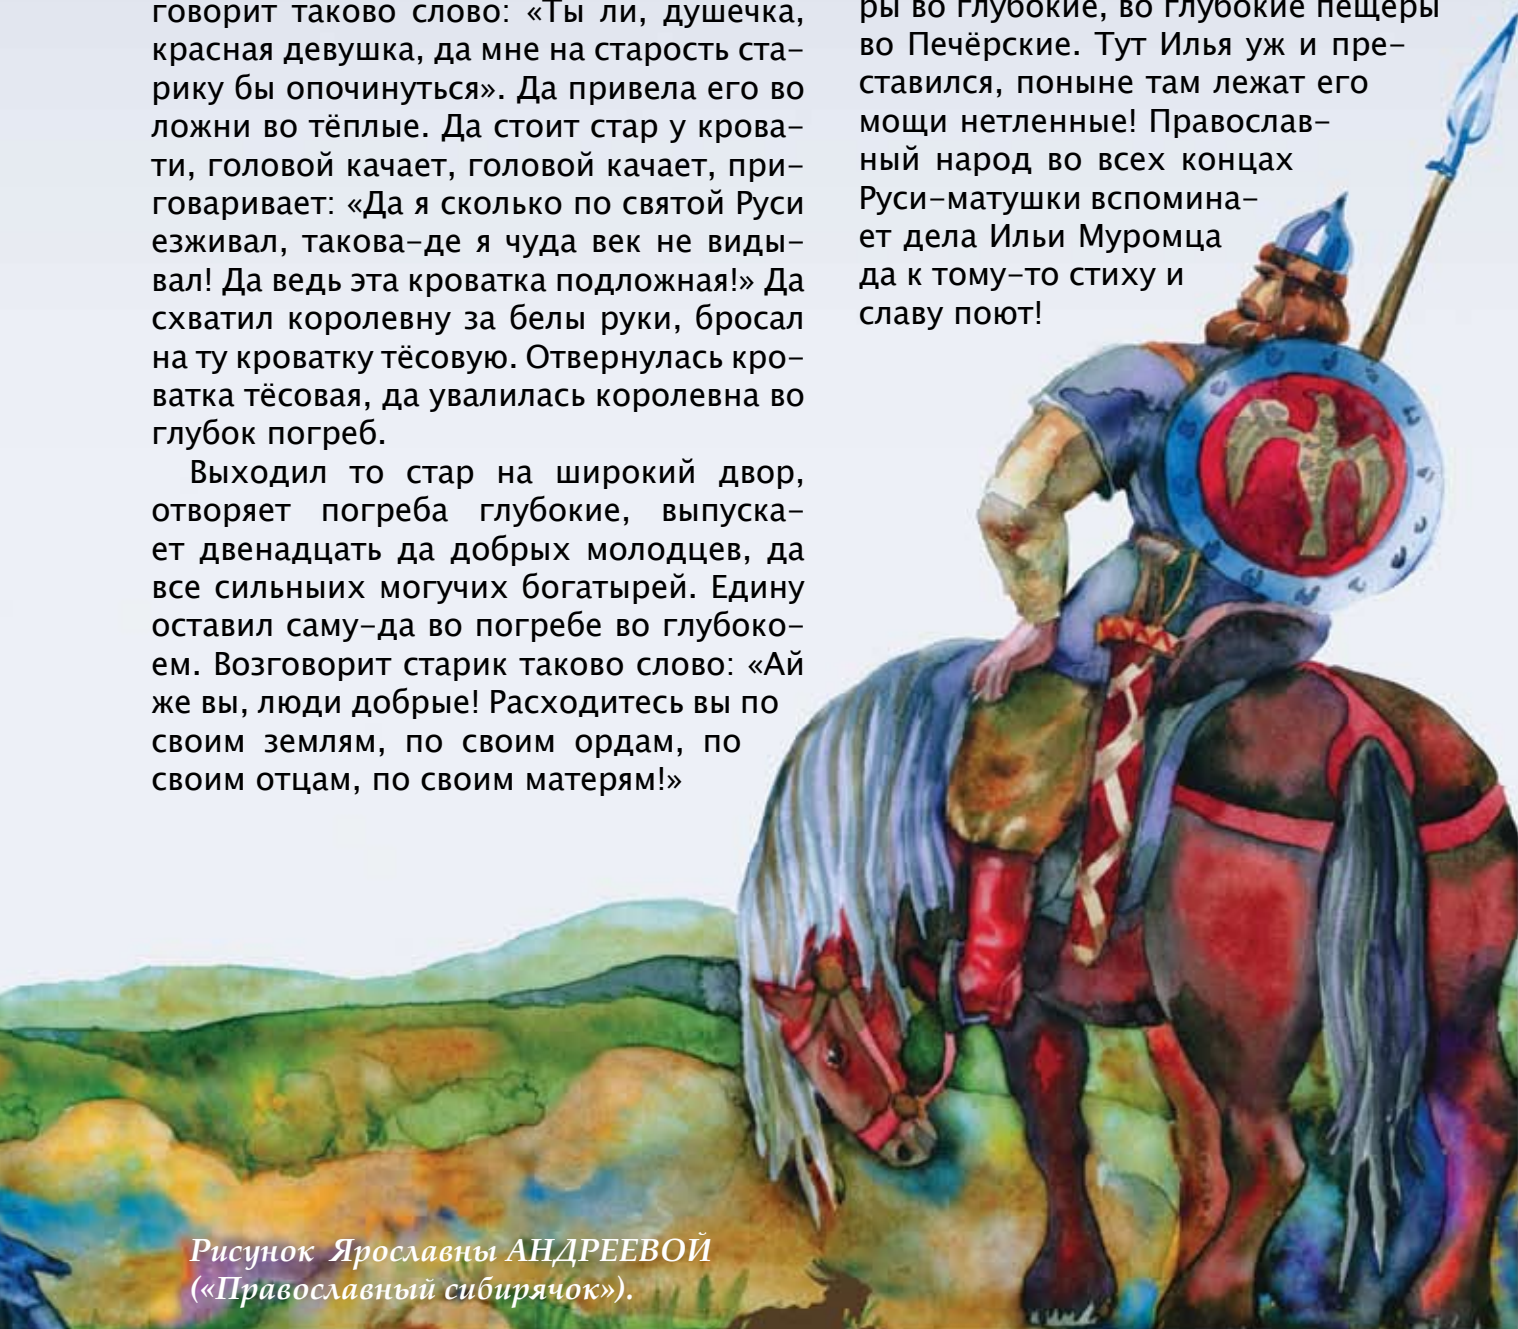 говорит таково слово: «Ты ли, душечка,
красная девушка, да мне на старость ста-
рику бы опочинуться». Да привела его во
ложни во тёплые. Да стоит стар у крова-
ти, головой качает, головой качает, при-
говаривает: «Да я сколько по святой Руси
езживал, такова-де я чуда век не виды-
вал! Да ведь эта кроватка подложная!» Да
схватил королевну за белы руки, бросал
на ту кроватку тёсовую. Отвернулась кро-
ватка тёсовая, да увалилась королевна во
глубок погреб.
Выходил то стар на широкий двор,
отворяет погреба глубокие, выпуска-
ет двенадцать да добрых молодцев, да
все сильныих могучих богатырей. Едину
оставил саму-да во погребе во глубоко-
ем. Возговорит старик таково слово: «Ай
же вы, люди добрые! Расходитесь вы по
своим землям, по своим ордам, по
своим отцам, по своим матерям!»
ры во глубокие, во глубокие пещеры
во Печёрские. Тут Илья уж и пре-
ставился, поныне там лежат его
мощи нетленные! Православ-
ный народ во всех концах
Руси-матушки вспомина-
ет дела Ильи Муромца
да к тому-то стиху и
славу поют!
Рисунок Ярославны АНДРЕЕВОЙ
(«Православный сибирячок»).